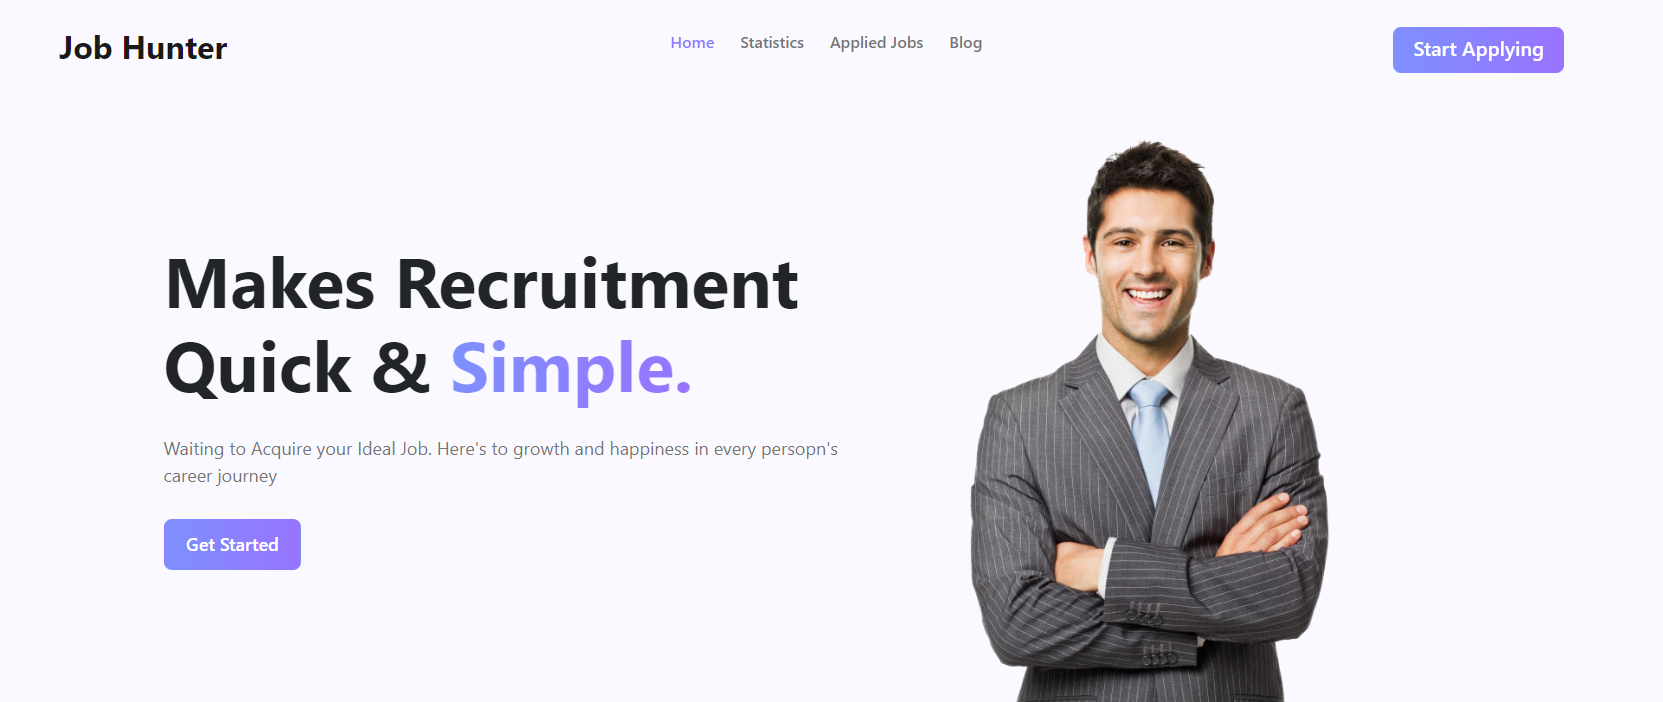 Job Hunter
Home Statistics Applied Jobs Blog
Start Applying
Makes Recruitment
Quick & Simple.
Waiting to Acquire your Ideal Job. Here's to growth and happiness in every persopn's
career journey
Get Started